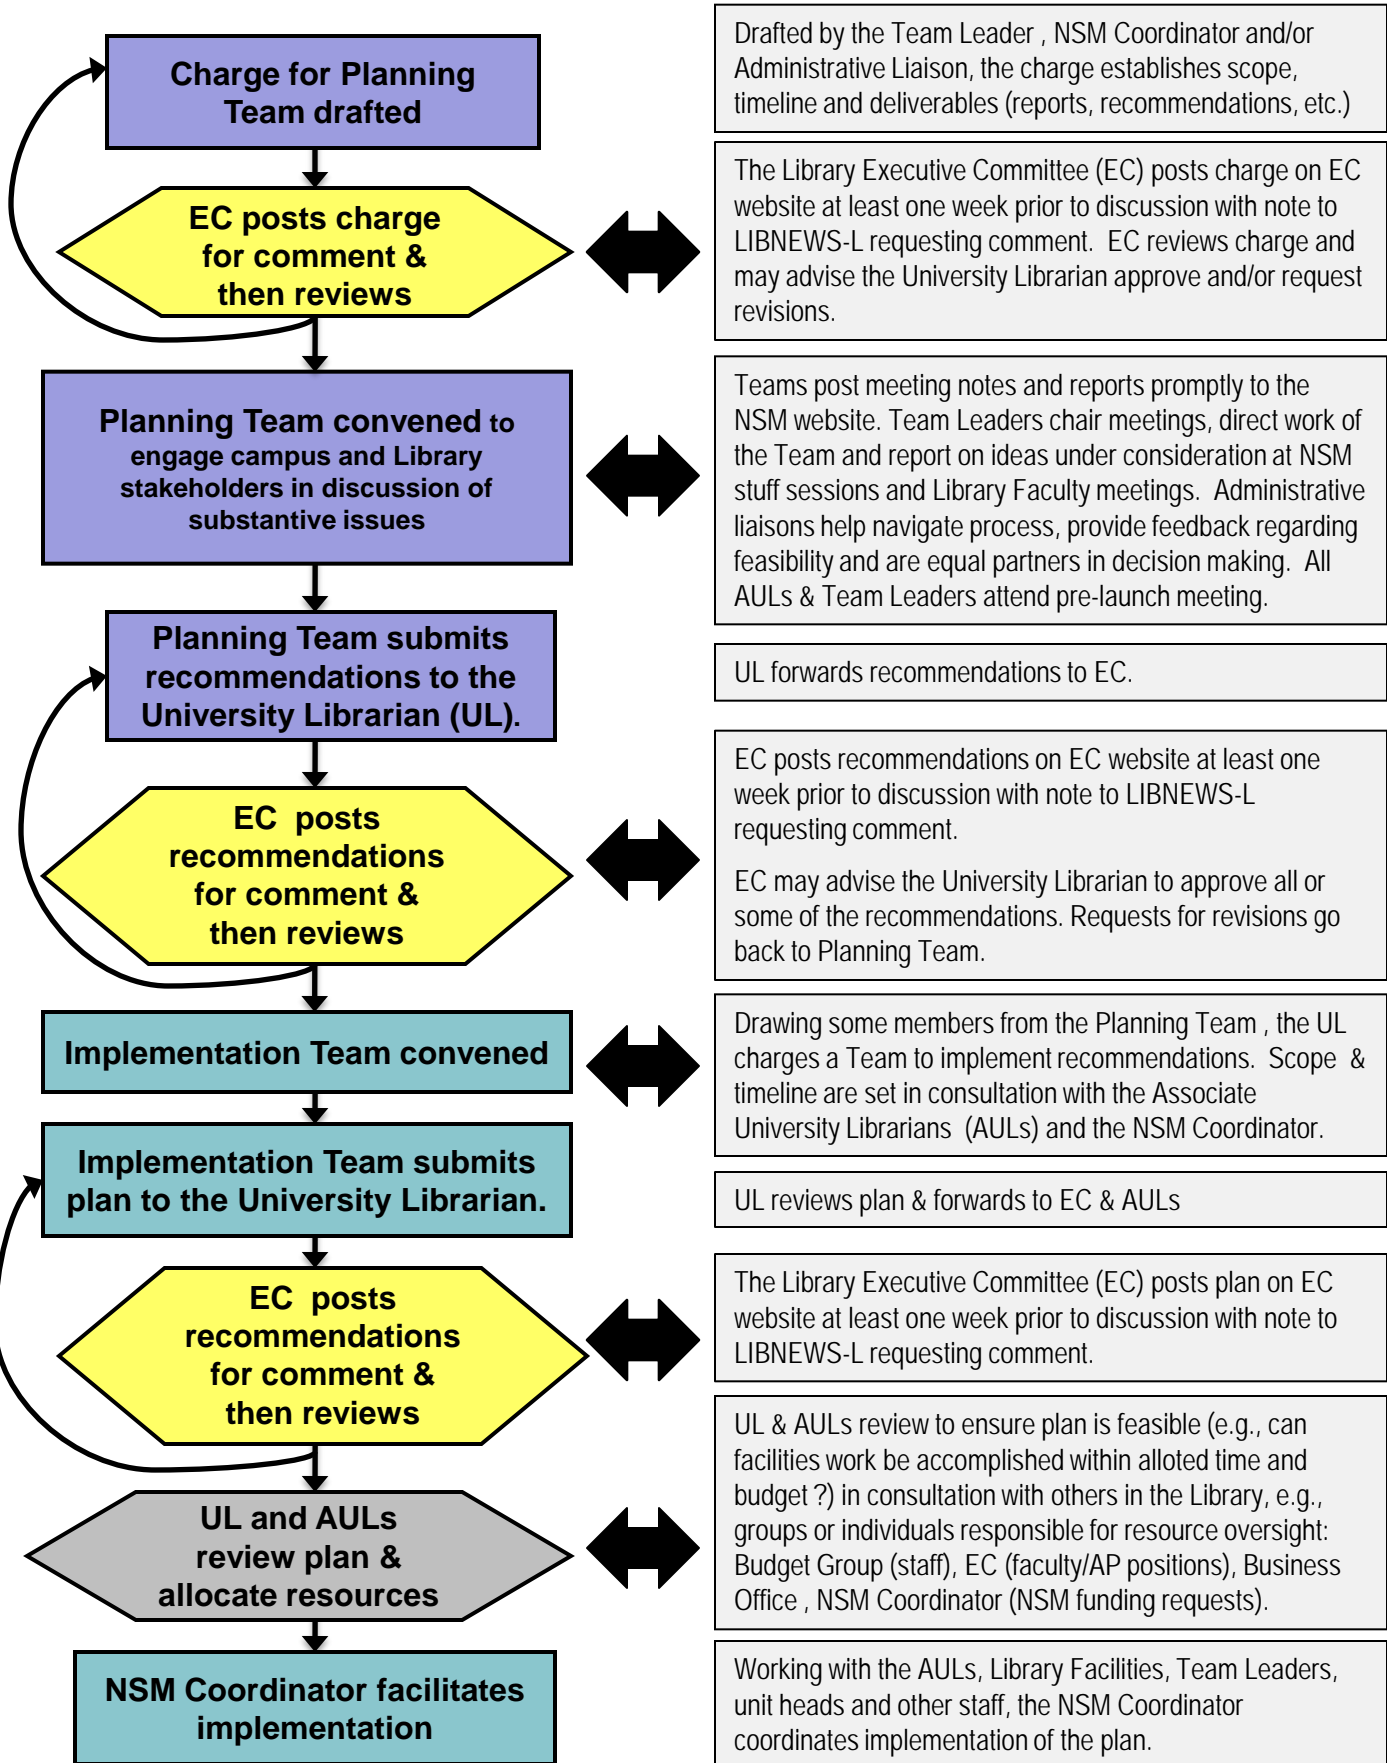 Charge for Planning
Team drafted
Drafted by the Team Leader , NSM Coordinator and/or
Administrative Liaison, the charge establishes scope,
timeline and deliverables (reports, recommendations, etc.)
EC posts charge
for comment &
then reviews
The Library Executive Committee (EC) posts charge on EC
website at least one week prior to discussion with note to
LIBNEWS-L requesting comment. EC reviews charge and
may advise the University Librarian approve and/or request
revisions.
Planning Team convened to
engage campus and Library
stakeholders in discussion of
substantive issues
Teams post meeting notes and reports promptly to the
NSM website. Team Leaders chair meetings, direct work of
the Team and report on ideas under consideration at NSM
stuff sessions and Library Faculty meetings. Administrative
liaisons help navigate process, provide feedback regarding
feasibility and are equal partners in decision making. All
AULs & Team Leaders attend pre-launch meeting.
Planning Team submits
recommendations to the
University Librarian (UL).
UL forwards recommendations to EC.
EC posts
recommendations
for comment &
then reviews
EC posts recommendations on EC website at least one
week prior to discussion with note to LIBNEWS-L
requesting comment.
EC may advise the University Librarian to approve all or
some of the recommendations. Requests for revisions go
back to Planning Team.
Implementation Team convened
Drawing some members from the Planning Team , the UL
charges a Team to implement recommendations. Scope &
timeline are set in consultation with the Associate
University Librarians (AULs) and the NSM Coordinator.
Implementation Team submits
plan to the University Librarian.
UL reviews plan & forwards to EC & AULs
EC posts
recommendations
for comment &
then reviews
The Library Executive Committee (EC) posts plan on EC
website at least one week prior to discussion with note to
LIBNEWS-L requesting comment.
UL and AULs
review plan &
allocate resources
UL & AULs review to ensure plan is feasible (e.g., can
facilities work be accomplished within alloted time and
budget ?) in consultation with others in the Library, e.g.,
groups or individuals responsible for resource oversight:
Budget Group (staff), EC (faculty/AP positions), Business
Office , NSM Coordinator (NSM funding requests).
NSM Coordinator facilitates
implementation
Working with the AULs, Library Facilities, Team Leaders,
unit heads and other staff, the NSM Coordinator
coordinates implementation of the plan.